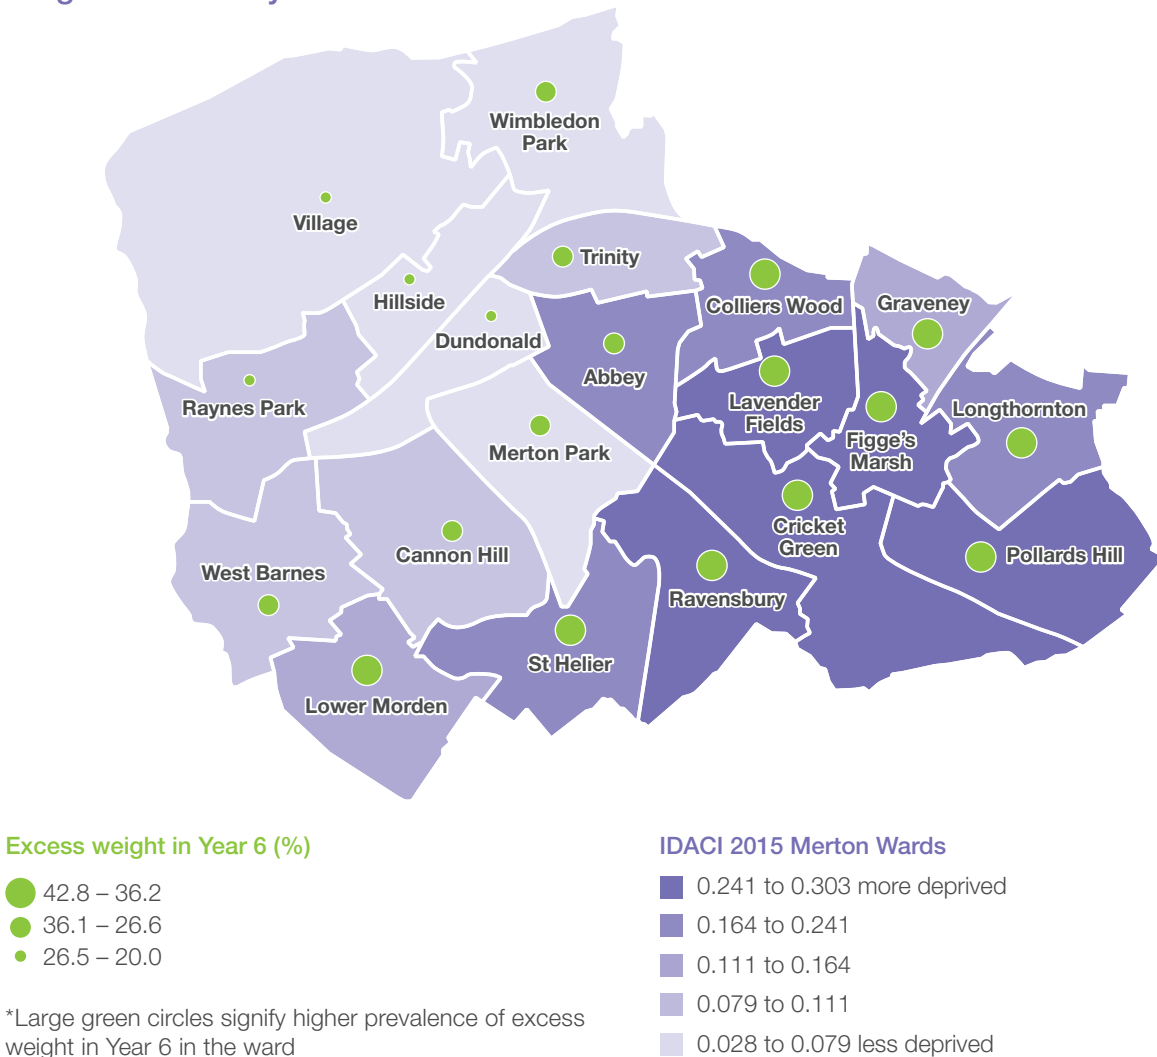 Wimbledon
Park
Village
Trinity
Hillside
Colliers Wood
Graveney
Dundonald
Abbey
Raynes Park
Lavender
Fields
Longthornton
Merton Park
Figge's
Marsh
Cricket
Green
Cannon Hill
Pollards Hill
West Barnes
Ravensbury
St Helier
Lower Morden
Excess weight in Year 6 (%)
42.8 – 36.2
36.1 – 26.6
26.5 – 20.0
*Large green circles signify higher prevalence of excess
weight in Year 6 in the ward
IDACI 2015 Merton Wards
0.241 to 0.303 more deprived
0.164 to 0.241
0.111 to 0.164
0.079 to 0.111
0.028 to 0.079 less deprived